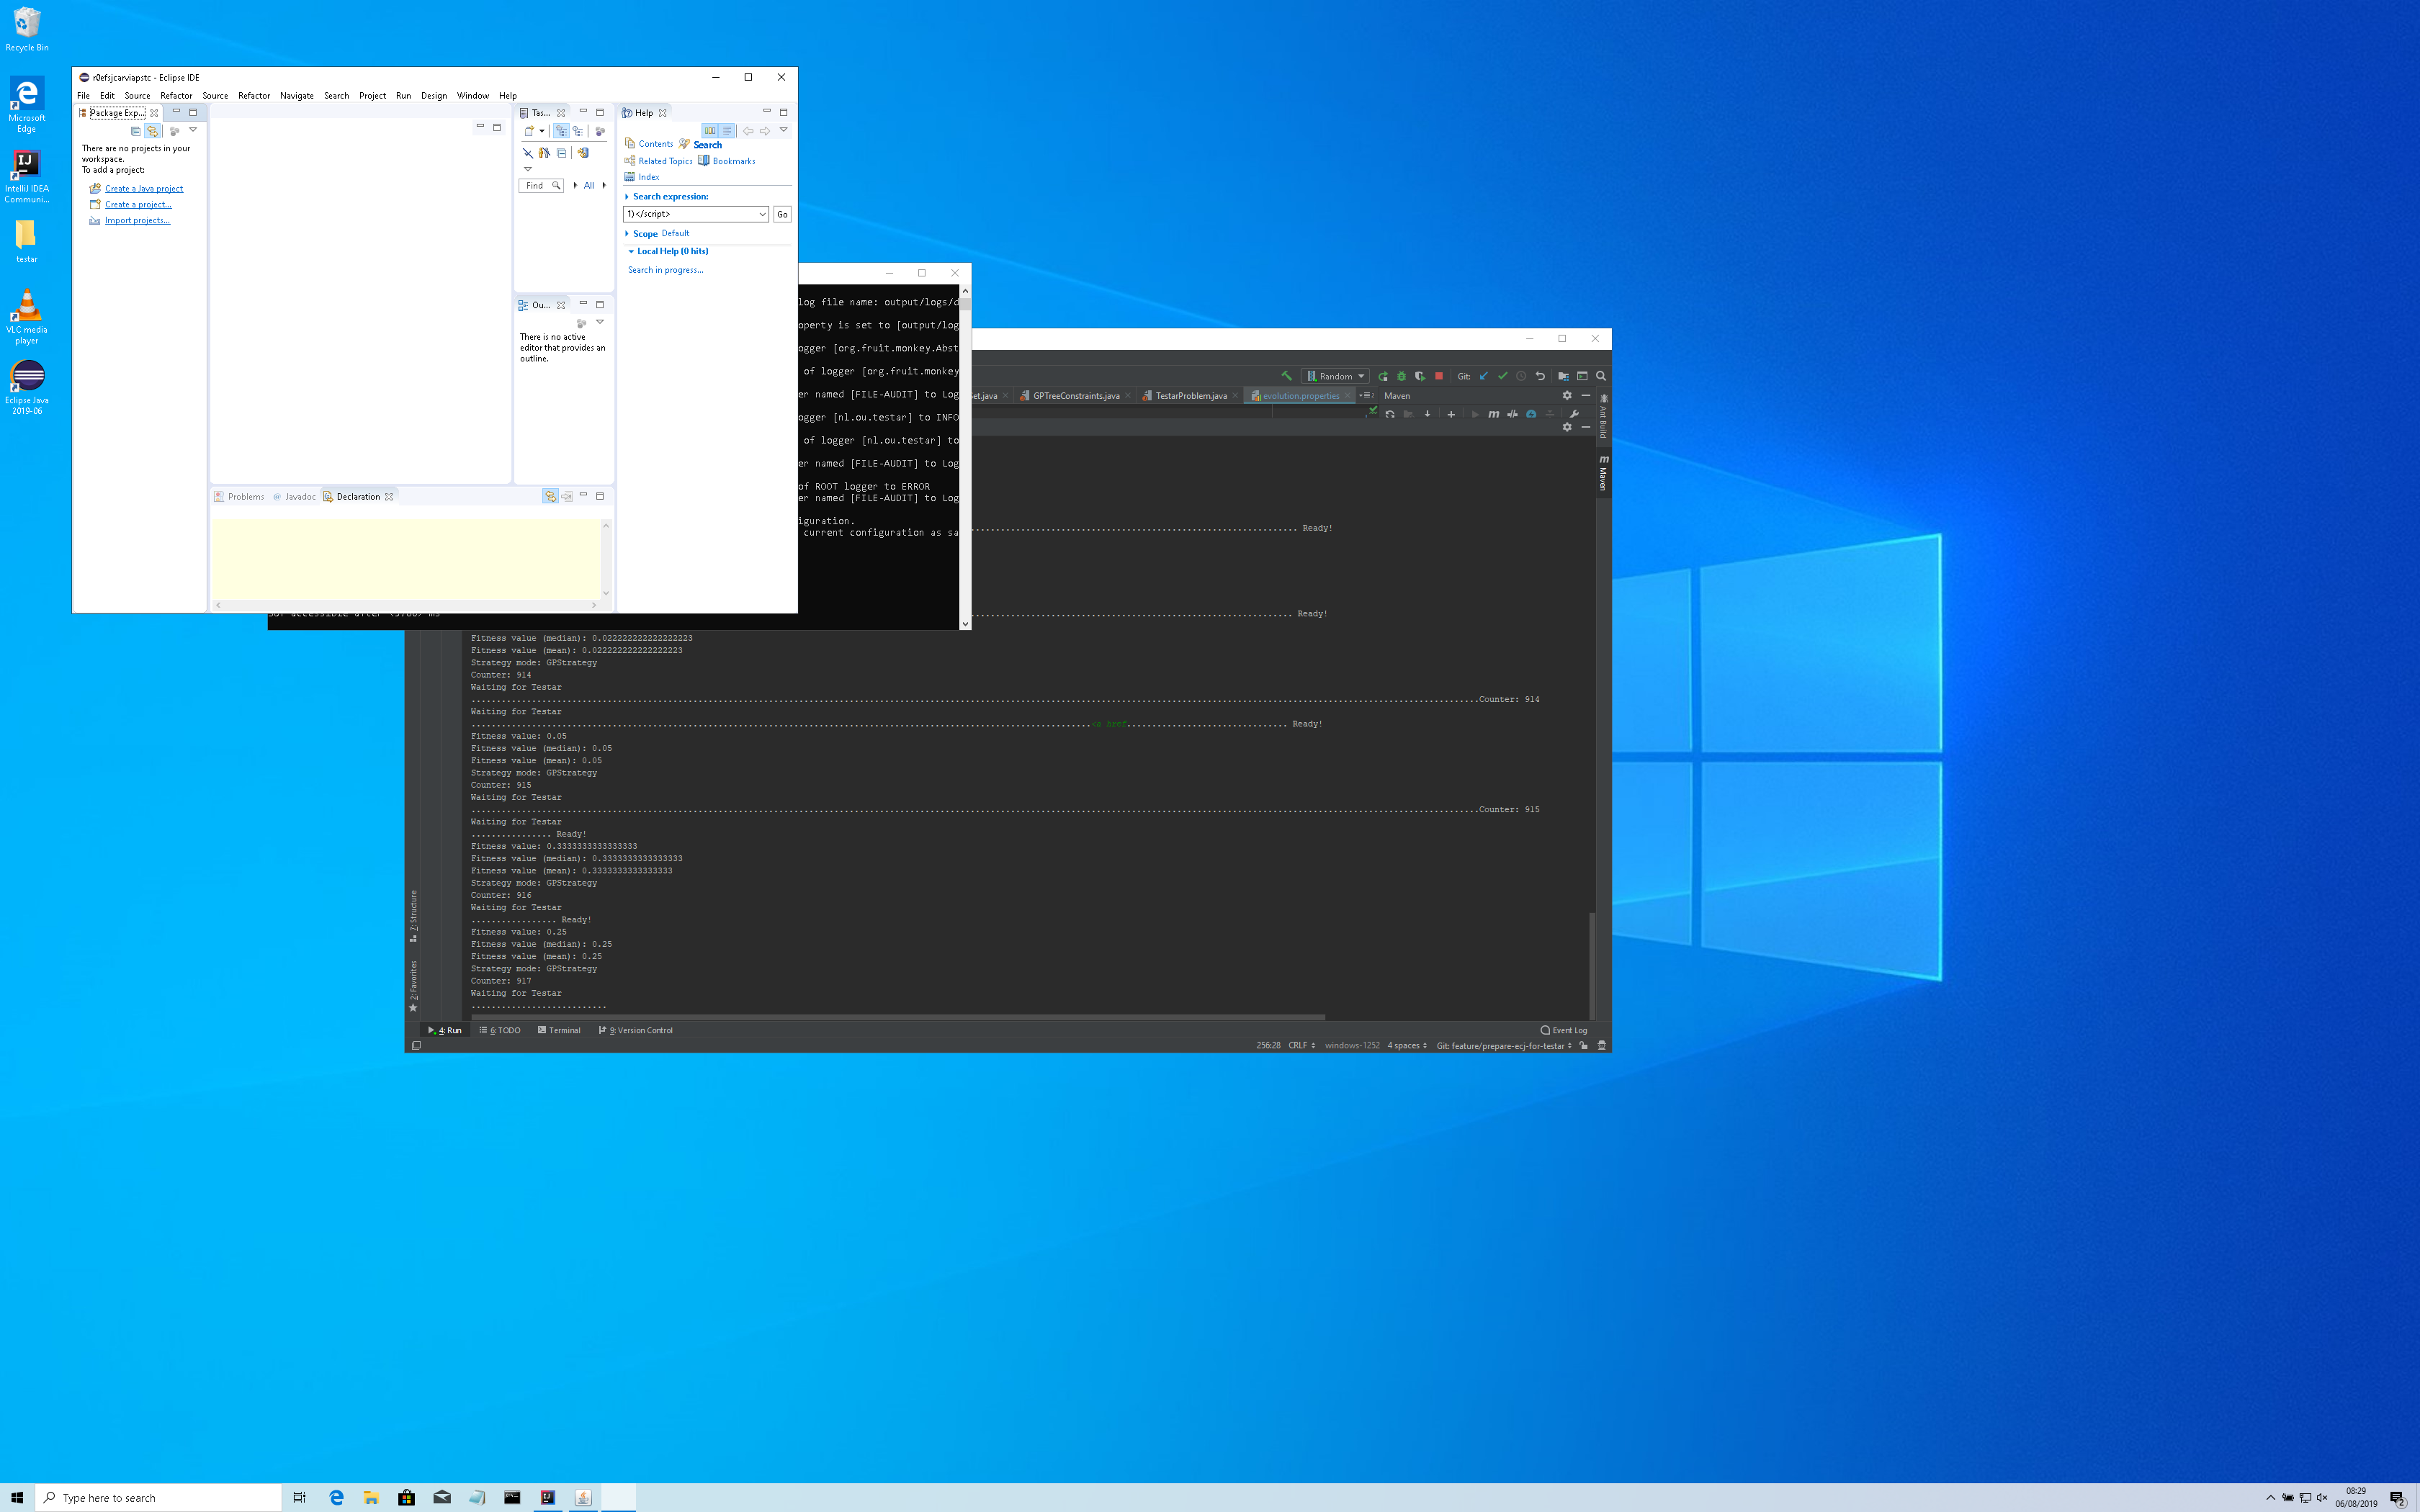 Recycle Bin
Microsoft
Edge
IntelliJ IDEA
Communi...
testar
VLC media
player
Eclipse Java
2019-06
r0efsjcarviapstc - Eclipse IDE
File Edit Source Refactor Source Refactor Navigate Search Project Run Design Window Help
Package Exp...
There are no projects in your
workspace.
To add a project:
Create a Java project
Create a project...
Import projects...
Tas...
Find
All
Ou...
There is no active
editor that provides an
outline.
Help
Contents Search
Related Topics Bookmarks
Index
Search expression:
1)</script>
Go
Scope Default
Local Help (0 hits)
Search in progress...
Problems Javadoc Declaration
log file name: output/logs/d
operty is set to [output/log
ogger [org.fruit.monkey.Abst
of logger [org.fruit.monkey
er named [FILE-AUDIT] to Log
ogger [nl.ou.testar] to INFO
of logger [nl.ou.testar] to
er named [FILE-AUDIT] to Log
of ROOT logger to ERROR
er named [FILE-AUDIT] to Log
iguration.
current configuration as sa
Random
Git:
et.java GPTreeConstraints.java TestarProblem.java evolution.properties
Maven
Ant Build
Maven
Ready!
Ready!
Fitness value (median): 0.022222222222222223
Fitness value (mean): 0.022222222222222223
Strategy mode: GPStrategy
Counter: 914
Waiting for Testar
Counter: 914
Waiting for Testar
<a href Ready!
Fitness value: 0.05
Fitness value (median): 0.05
Fitness value (mean): 0.05
Strategy mode: GPStrategy
Counter: 915
Waiting for Testar
Counter: 915
Waiting for Testar
................ Ready!
Fitness value: 0.3333333333333333
Fitness value (median): 0.3333333333333333
Fitness value (mean): 0.3333333333333333
Strategy mode: GPStrategy
Counter: 916
Waiting for Testar
................. Ready!
Fitness value: 0.25
Fitness value (median): 0.25
Fitness value (mean): 0.25
Strategy mode: GPStrategy
Counter: 917
Waiting for Testar
...........................
7: Structure
2: Favorites
4: Run 6: TODO Terminal 9: Version Control
Event Log
256:28 CRLF windows-1252 4 spaces Git: feature/prepare-ecj-for-testar
Type here to search
08:29
06/08/2019
2